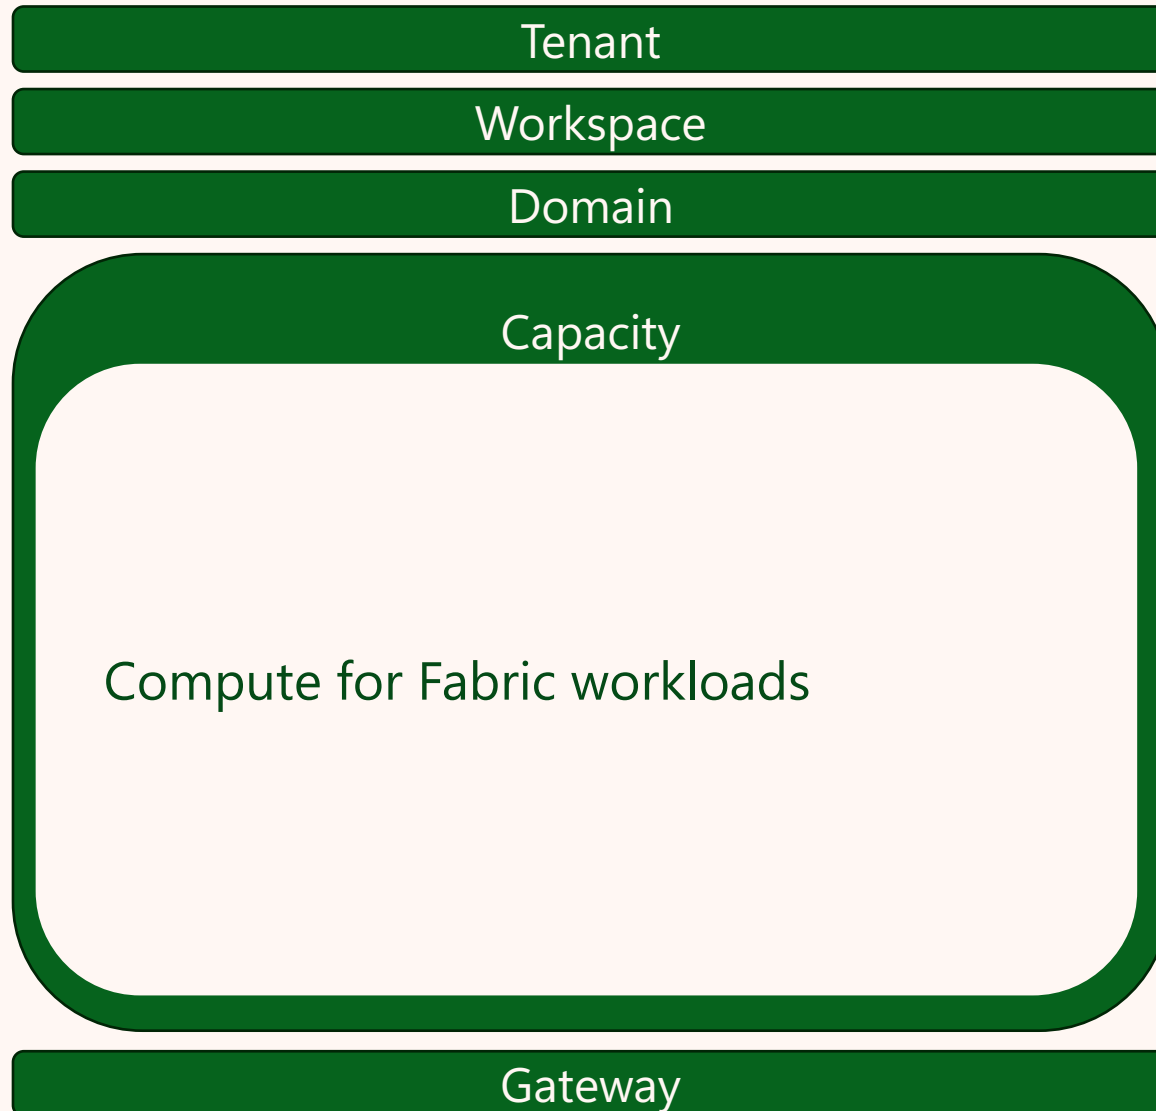 Tenant
Workspace
Domain
Capacity
Compute for Fabric workloads
Gateway